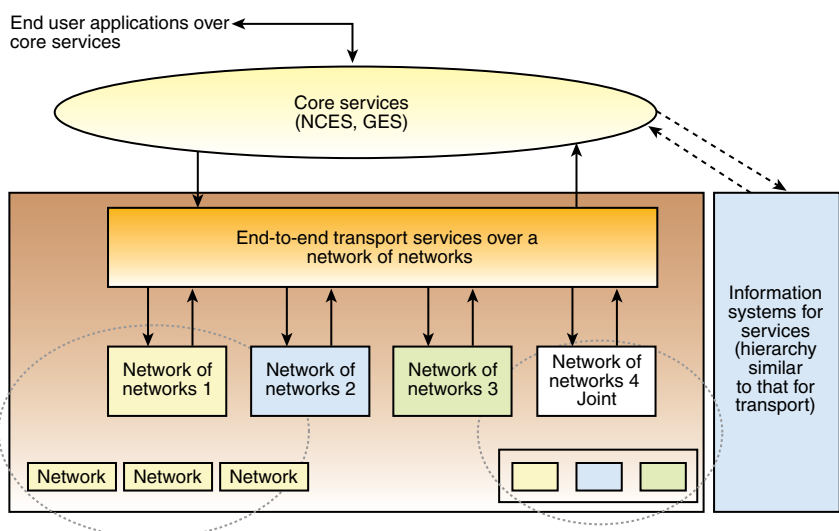 End user applications over
core services
Core services
(NCES, GES)
End-to-end transport services over a
network of networks
Network of
networks 1
Network of
networks 2
Network of
networks 3
Network of
networks 4
Joint
Network
Network
Network
Information
systems for
services
(hierarchy
similar
to that for
transport)